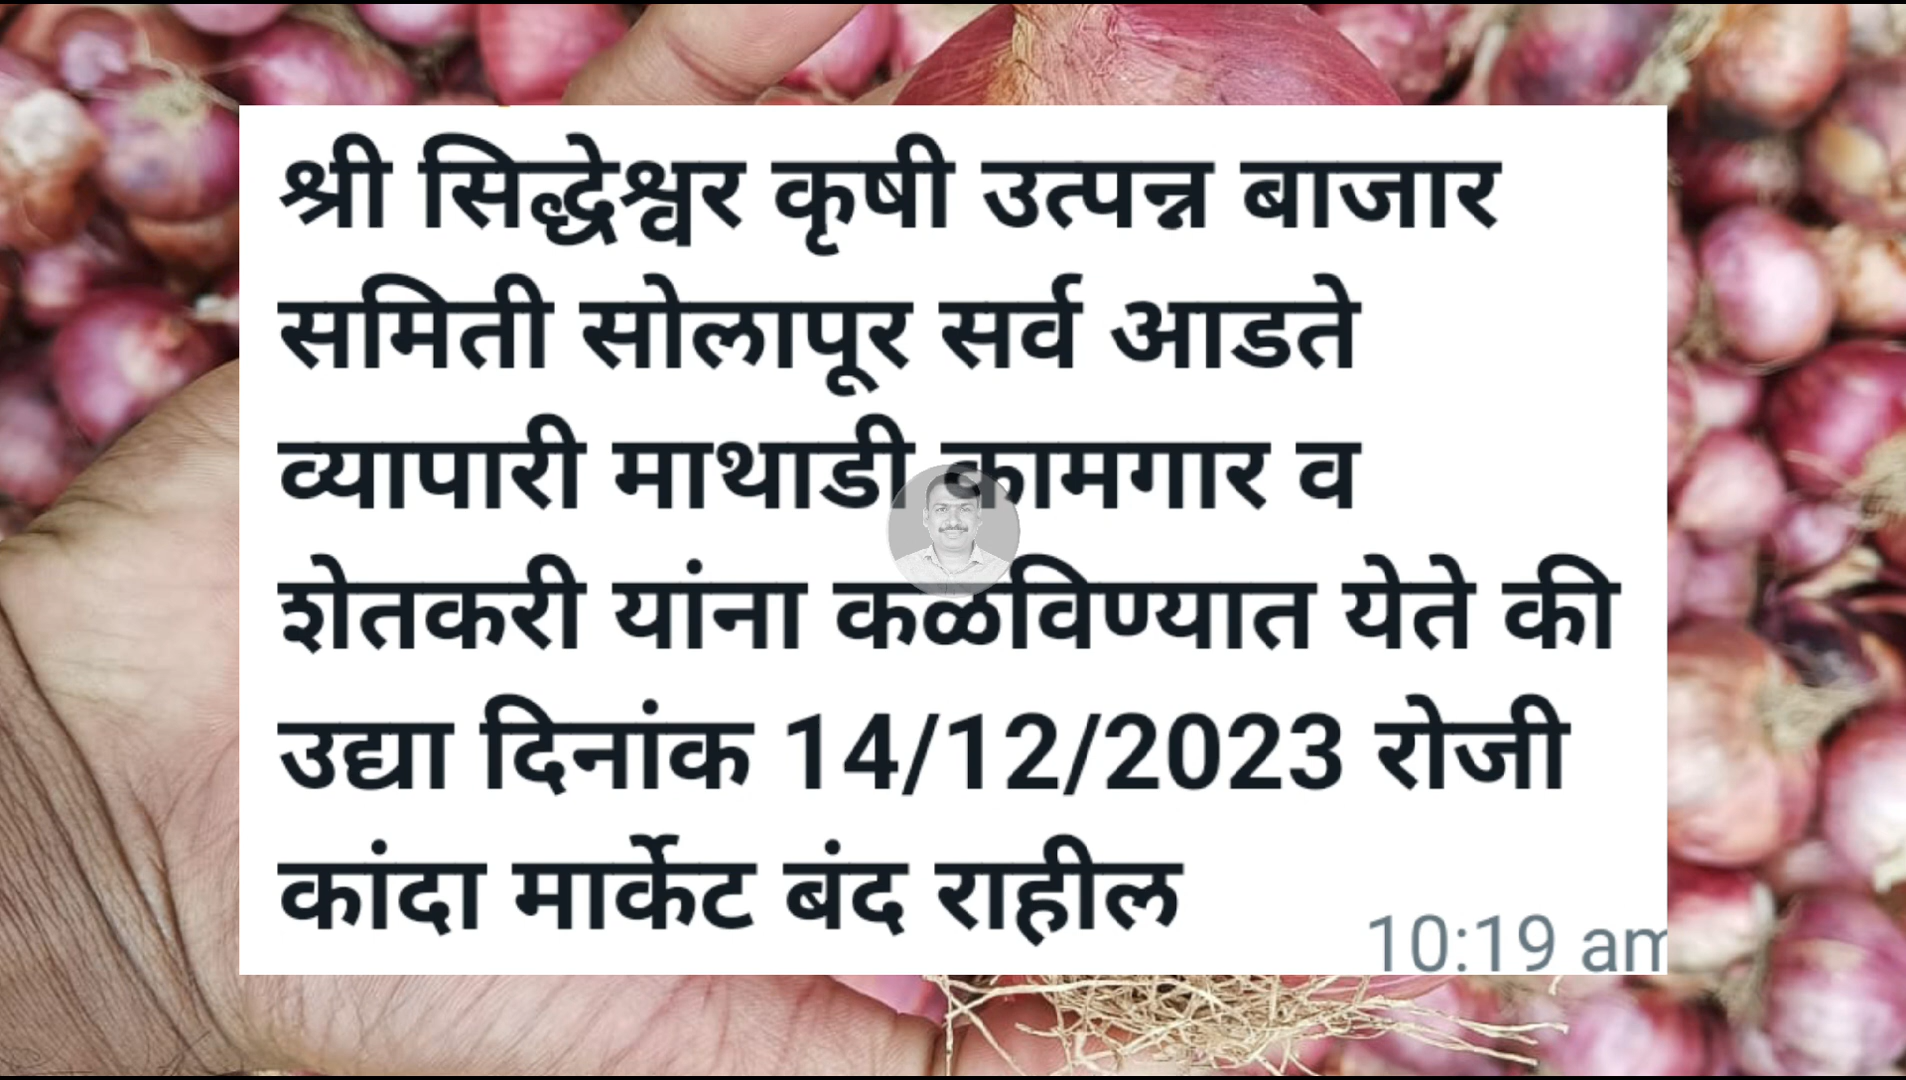 श्री सिद्धेश्वर कृषी उत्पन्न बाजार
समिती सोलापूर सर्व आडते
व्यापारी माथाडी कामगार व
शेतकरी यांना कळविण्यात येते की
उद्या दिनांक 14/12/2023 रोजी
कांदा मार्केट बंद राहील
10:19 am